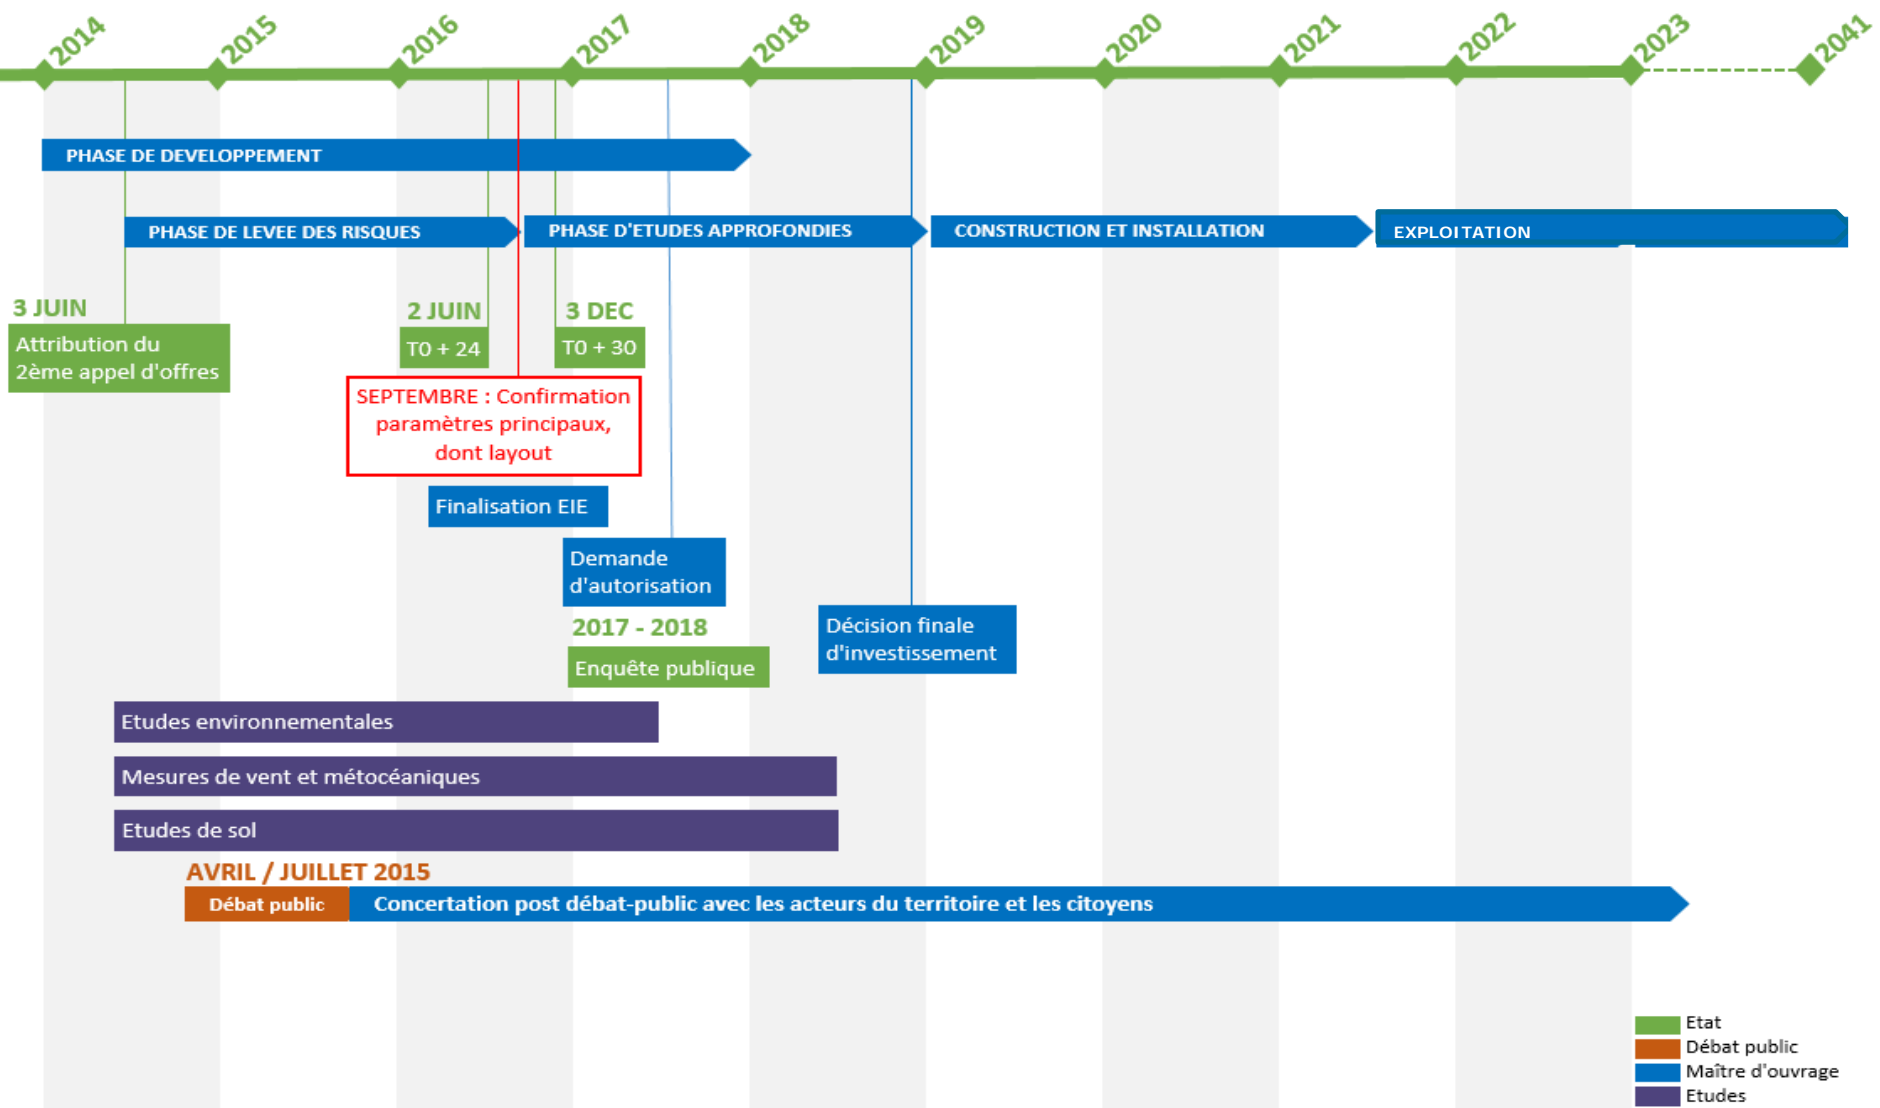 2014
2015
2016
2017
2018
2019
2020
2021
2022
2023
2041
PHASE DE DEVELOPPEMENT
PHASE DE LEVEE DES RISQUES
PHASE D'ETUDES APPROFONDIES
CONSTRUCTION ET INSTALLATION
EXPLOITATION
3 JUIN
Attribution du
2ème appel d'offres
2 JUIN
T0 + 24
3 DEC
T0 + 30
SEPTEMBRE : Confirmation
paramètres principaux,
dont layout
Finalisation EIE
Demande
d'autorisation
2017 - 2018
Enquête publique
Décision finale
d'investissement
Etudes environnementales
Mesures de vent et métocéaniques
Etudes de sol
AVRIL / JUILLET 2015
Débat public
Concertation post débat-public avec les acteurs du territoire et les citoyens
Etat
Débat public
Maître d'ouvrage
Etudes